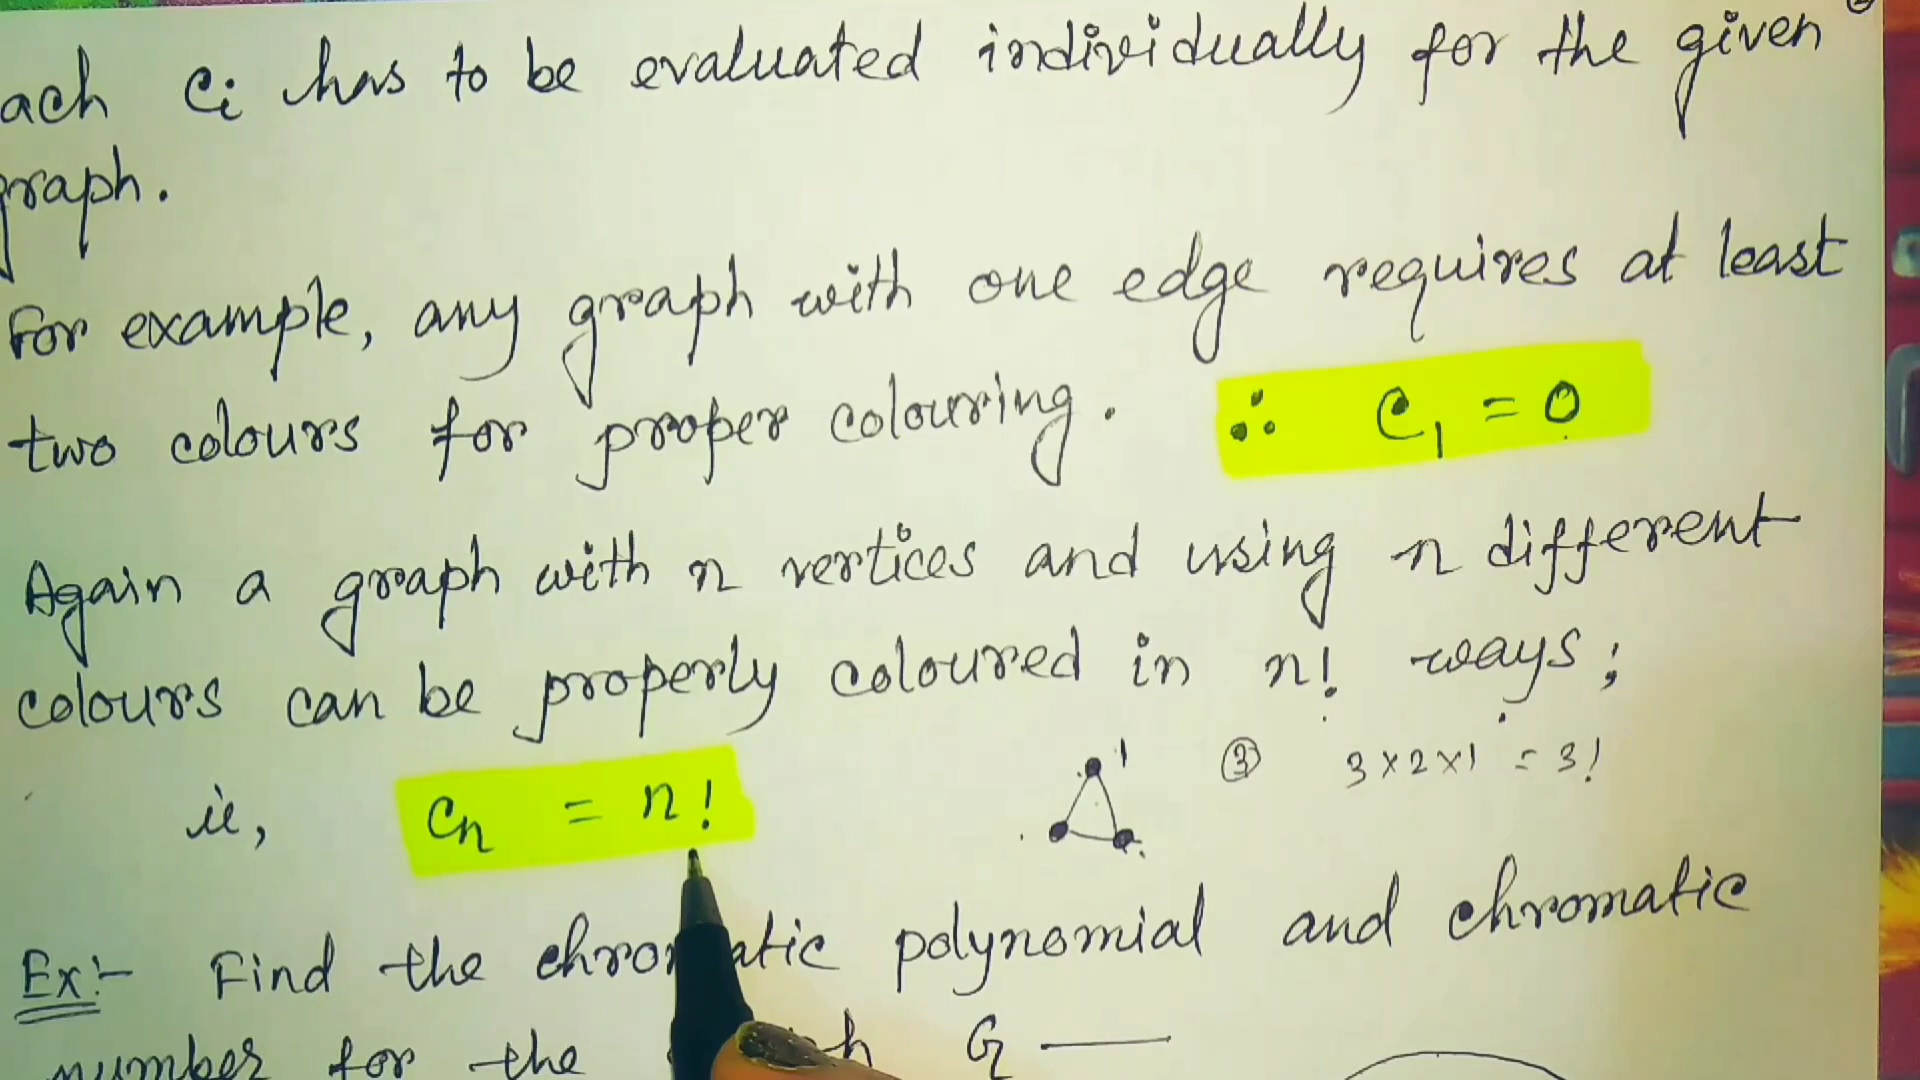 ach Ci has to be evaluated individually for the given
graph.
For example, any graph with one edge requires at least
two colours for proper colouring. ∴ C₁ = 0
Again a graph with n vertices and using n different
colours can be properly coloured in n! ways;
ie, Cn = n! 1 ③ 3×2×1 = 3!
Ex:- Find the chromatic polynomial and chromatic
number for the G